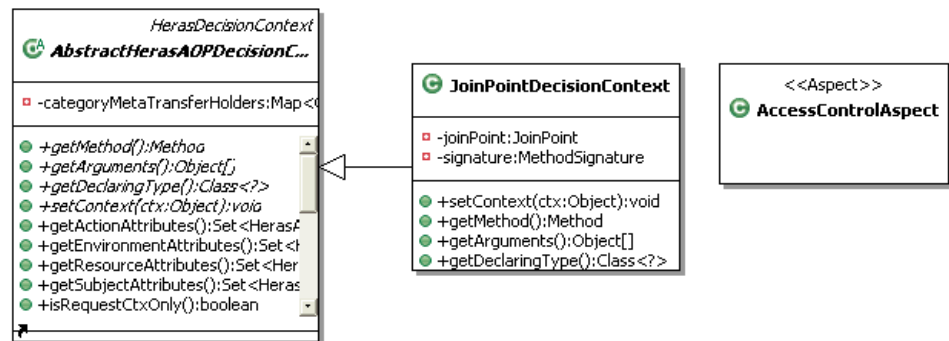 HerasDecisionContext
AbstractHerasAOPDecisionC...
-categoryMetaTransferHolders:Map<
+getMethod():Method
+getArguments():Object[]
+getDeclaringType():Class<?>
+setContext(ctx:Object):void
+getActionAttributes():Set<HerasA
+getEnvironmentAttributes():Set<H
+getResourceAttributes():Set<Her
+getSubjectAttributes():Set<Heras
+isRequestCtxOnly():boolean
JoinPointDecisionContext
-joinPoint:JoinPoint
-signature:MethodSignature
+setContext(ctx:Object):void
+getMethod():Method
+getArguments():Object[]
+getDeclaringType():Class<?>
<<Aspect>>
AccessControlAspect